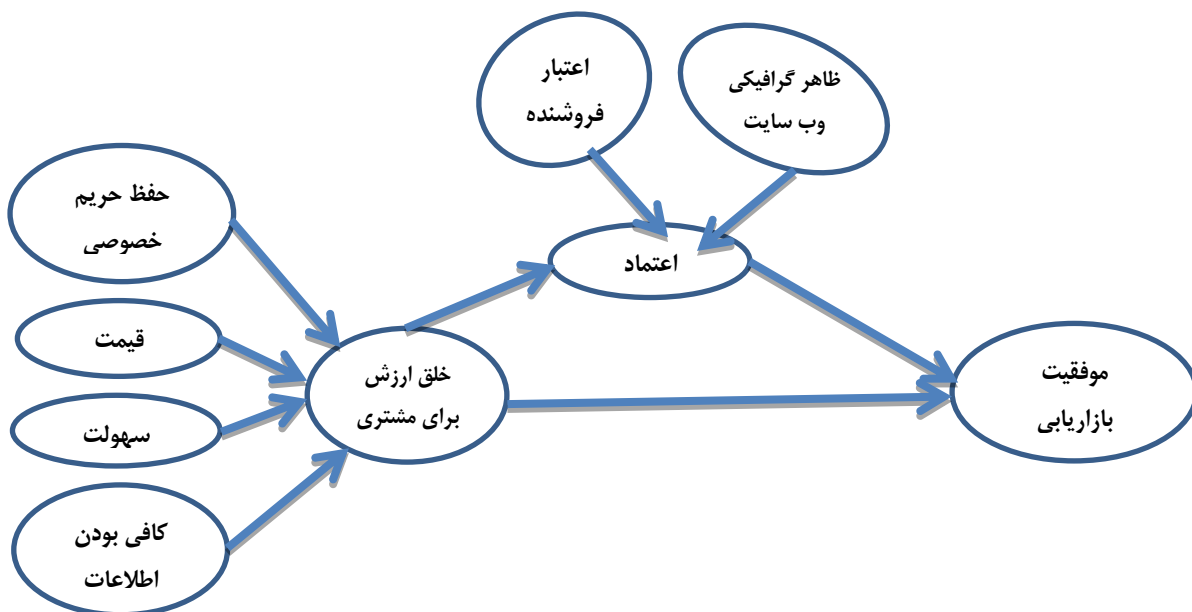 اعتبار
فروشنده
ظاهر گرافیکی
وب سایت
حفظ حریم
خصوصی
اعتماد
قیمت
خلق ارزش
برای مشتری
موفقیت
بازاریابی
سهولت
کافی بودن
اطلاعات